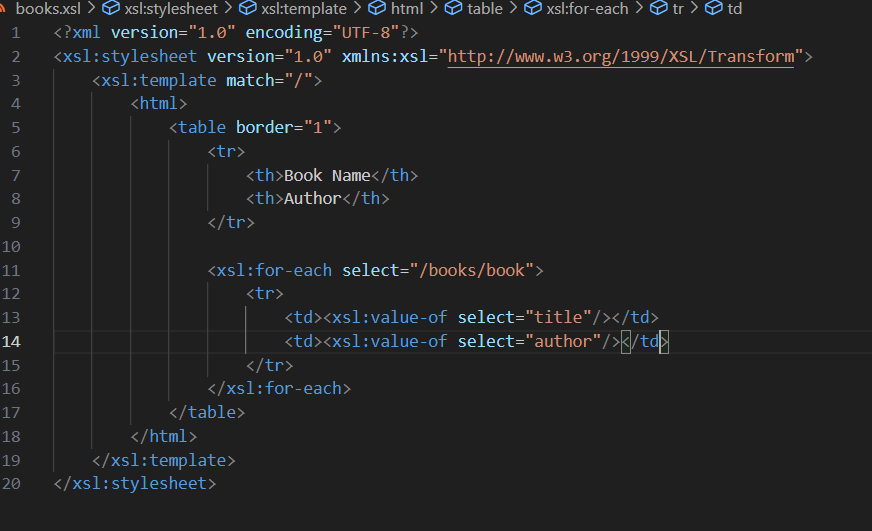 books.xsl > xsl:stylesheet > xsl:template > html > table > xsl:for-each > tr > td
1 <?xml version="1.0" encoding="UTF-8"?>
2 <xsl:stylesheet version="1.0" xmlns:xsl="http://www.w3.org/1999/XSL/Transform">
3     <xsl:template match="/">
4         <html>
5             <table border="1">
6                 <tr>
7                     <th>Book Name</th>
8                     <th>Author</th>
9                 </tr>
10
11                 <xsl:for-each select="/books/book">
12                     <tr>
13                         <td><xsl:value-of select="title"/></td>
14                         <td><xsl:value-of select="author"/></td>
15                     </tr>
16                 </xsl:for-each>
17             </table>
18         </html>
19     </xsl:template>
20 </xsl:stylesheet>